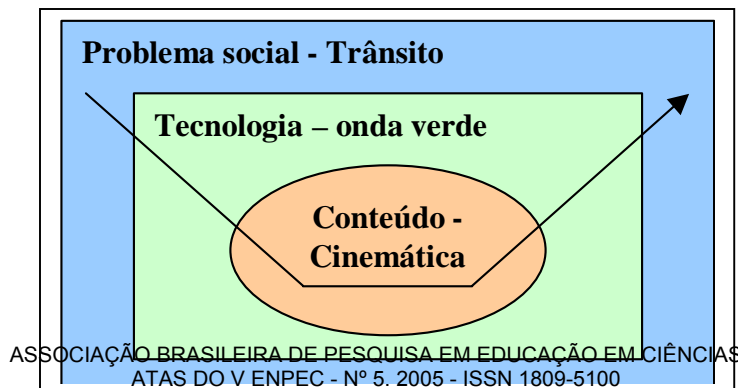 Problema social - Trânsito
Tecnologia – onda verde
Conteúdo -
Cinemática
ASSOCIAÇÃO BRASILEIRA DE PESQUISA EM EDUCAÇÃO EM CIÊNCIAS
ATAS DO V ENPEC - Nº 5. 2005 - ISSN 1809-5100